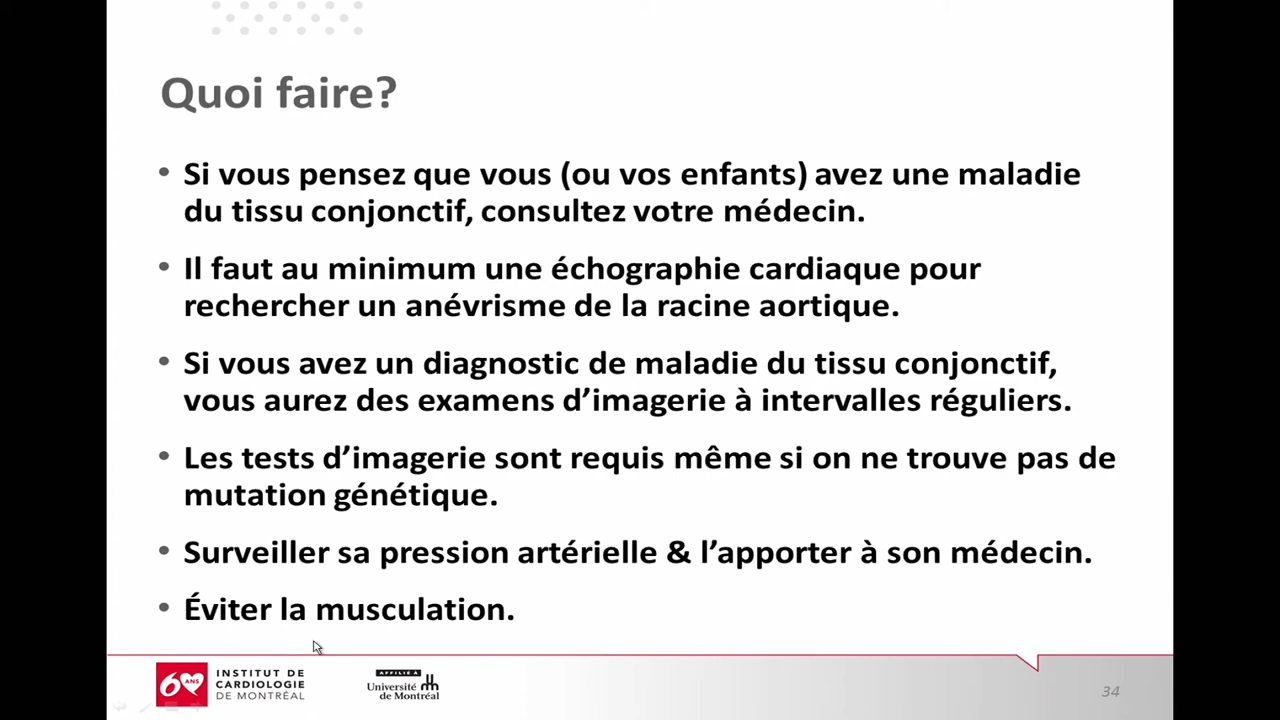 Quoi faire?
• Si vous pensez que vous (ou vos enfants) avez une maladie
du tissu conjonctif, consultez votre médecin.
• Il faut au minimum une échographie cardiaque pour
rechercher un anévrisme de la racine aortique.
• Si vous avez un diagnostic de maladie du tissu conjonctif,
vous aurez des examens d’imagerie à intervalles réguliers.
• Les tests d’imagerie sont requis même si on ne trouve pas de
mutation génétique.
• Surveiller sa pression artérielle & l’apporter à son médecin.
• Éviter la musculation.
60 ANS
INSTITUT DE
CARDIOLOGIE
DE MONTRÉAL
AFFILIÉ À
Université
de Montréal
34